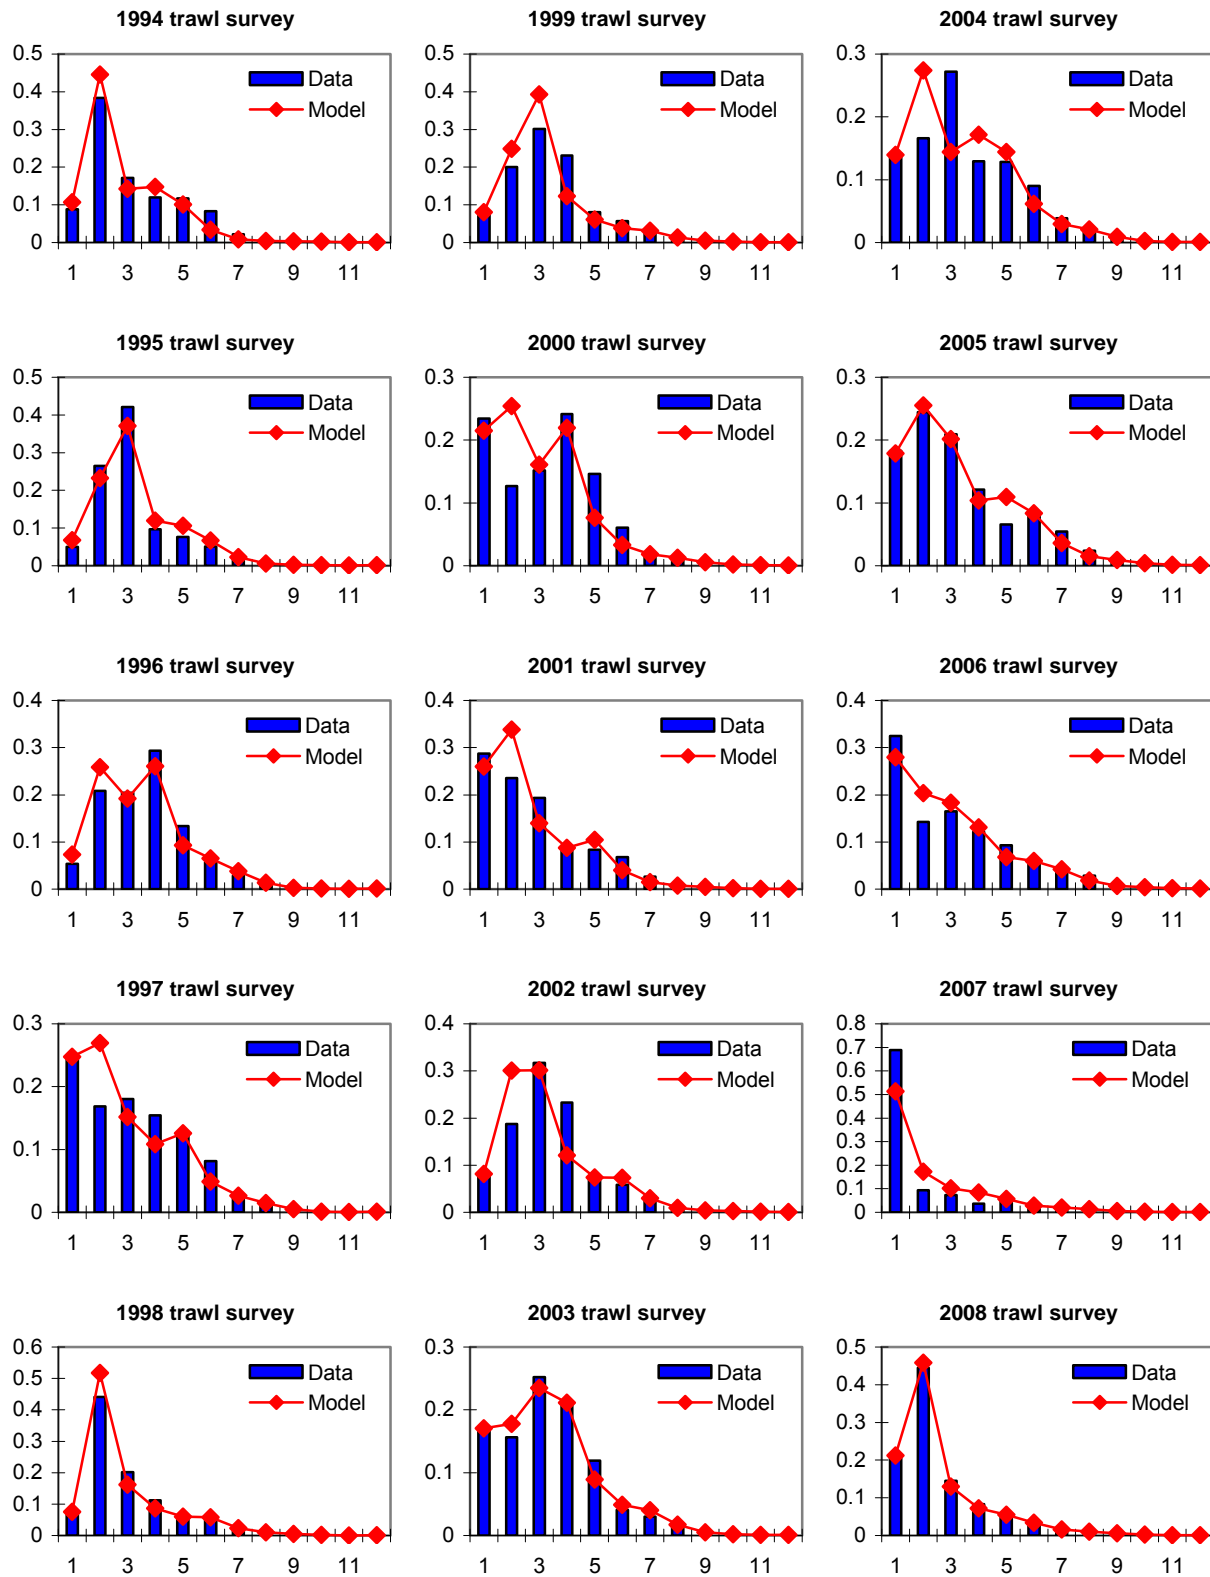 1994 trawl survey
0.5
0.4
0.3
0.2
0.1
0
Data
Model
1 3 5 7 9 11
1999 trawl survey
0.5
0.4
0.3
0.2
0.1
0
Data
Model
1 3 5 7 9 11
2004 trawl survey
0.3
0.2
0.1
0
Data
Model
1 3 5 7 9 11
1995 trawl survey
0.5
0.4
0.3
0.2
0.1
0
Data
Model
1 3 5 7 9 11
2000 trawl survey
0.3
0.2
0.1
0
Data
Model
1 3 5 7 9 11
2005 trawl survey
0.3
0.2
0.1
0
Data
Model
1 3 5 7 9 11
1996 trawl survey
0.4
0.3
0.2
0.1
0
Data
Model
1 3 5 7 9 11
2001 trawl survey
0.4
0.3
0.2
0.1
0
Data
Model
1 3 5 7 9 11
2006 trawl survey
0.4
0.3
0.2
0.1
0
Data
Model
1 3 5 7 9 11
1997 trawl survey
0.3
0.2
0.1
0
Data
Model
1 3 5 7 9 11
2002 trawl survey
0.4
0.3
0.2
0.1
0
Data
Model
1 3 5 7 9 11
2007 trawl survey
0.8
0.7
0.6
0.5
0.4
0.3
0.2
0.1
0
Data
Model
1 3 5 7 9 11
1998 trawl survey
0.6
0.5
0.4
0.3
0.2
0.1
0
Data
Model
1 3 5 7 9 11
2003 trawl survey
0.3
0.2
0.1
0
Data
Model
1 3 5 7 9 11
2008 trawl survey
0.5
0.4
0.3
0.2
0.1
0
Data
Model
1 3 5 7 9 11